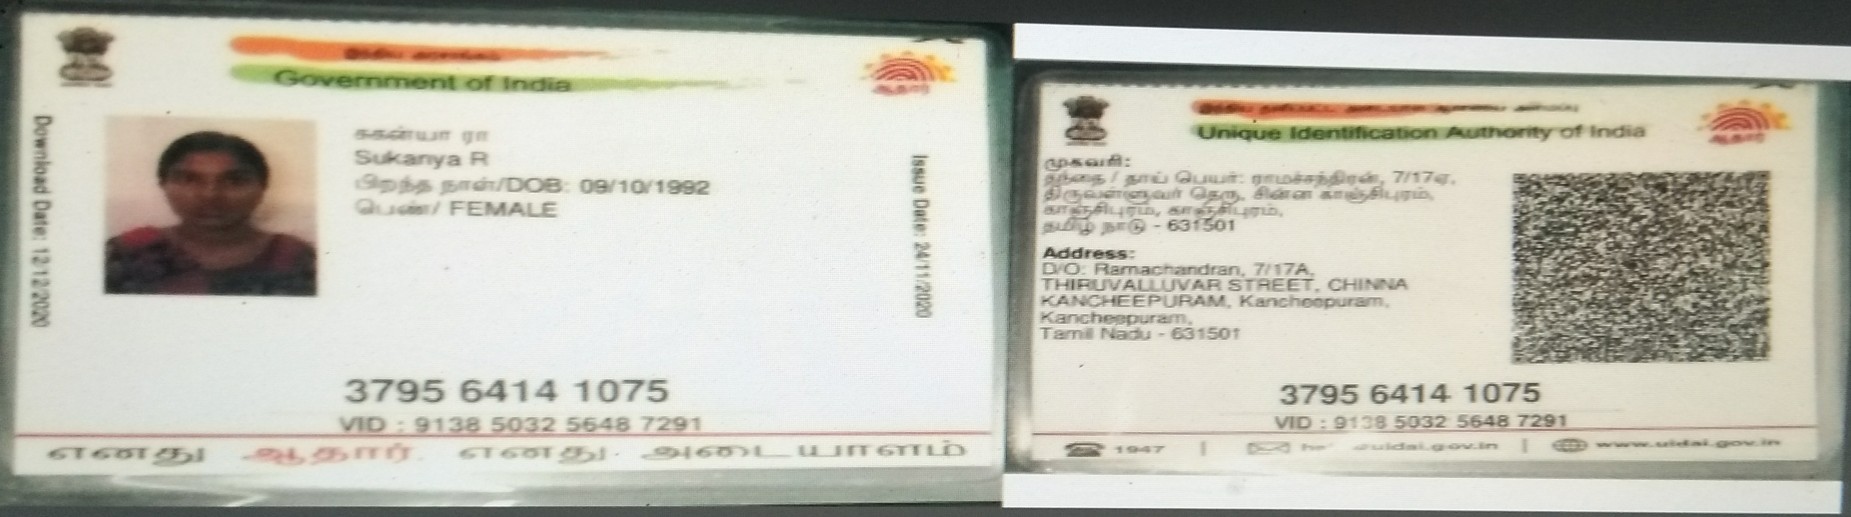 Government of India
Download Date: 12/12/2020
Sukanya R
பிறந்த நாள்/DOB: 09/10/1992
பெண்/ FEMALE
Issue Date: 24/11/2020
3795 6414 1075
VID : 9138 5032 5648 7291
எனது ஆதார், எனது அடையாளம்
Unique Identification Authority of India
ஆதார்
முகவரி:
தந்தை / தாய் பெயர்: ராமச்சந்திரன், 7/17ஏ,
திருவள்ளுவர் தெரு, சின்ன காஞ்சிபுரம்,
காஞ்சிபுரம், காஞ்சிபுரம்,
தமிழ் நாடு - 631501
Address:
D/O: Ramachandran, 7/17A,
THIRUVALLUVAR STREET, CHINNA
KANCHEEPURAM, Kancheepuram,
Kancheepuram,
Tamil Nadu - 631501
3795 6414 1075
VID : 9138 5032 5648 7291
1947 | @uidai.gov.in | www.uidai.gov.in